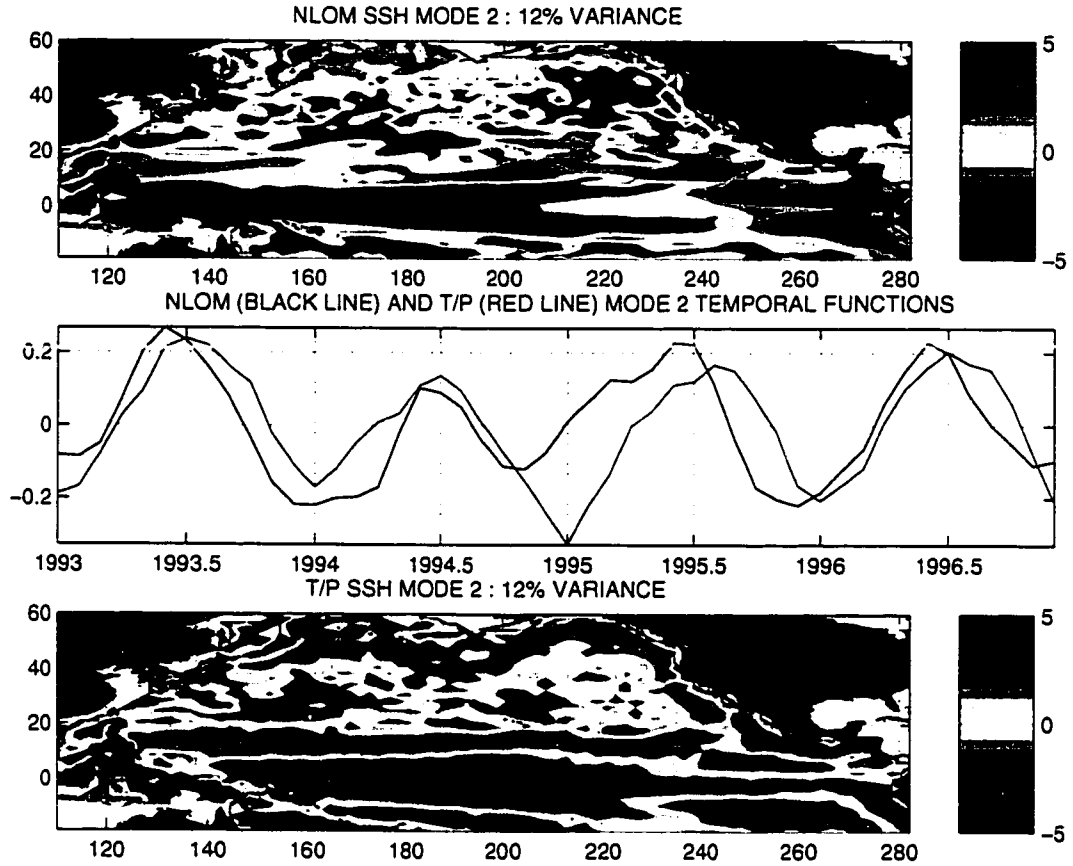 NLOM SSH MODE 2 : 12% VARIANCE
60
40
20
0
120 140 160 180 200 220 240 260 280
5
0
-5
NLOM (BLACK LINE) AND T/P (RED LINE) MODE 2 TEMPORAL FUNCTIONS
0.2
0
-0.2
1993 1993.5 1994 1994.5 1995 1995.5 1996 1996.5
T/P SSH MODE 2 : 12% VARIANCE
60
40
20
0
120 140 160 180 200 220 240 260 280
5
0
-5